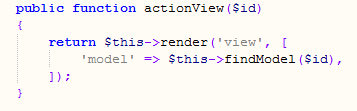 public function actionView($id)
{
    return $this->render('view', [
        'model' => $this->findModel($id),
    ]);
}